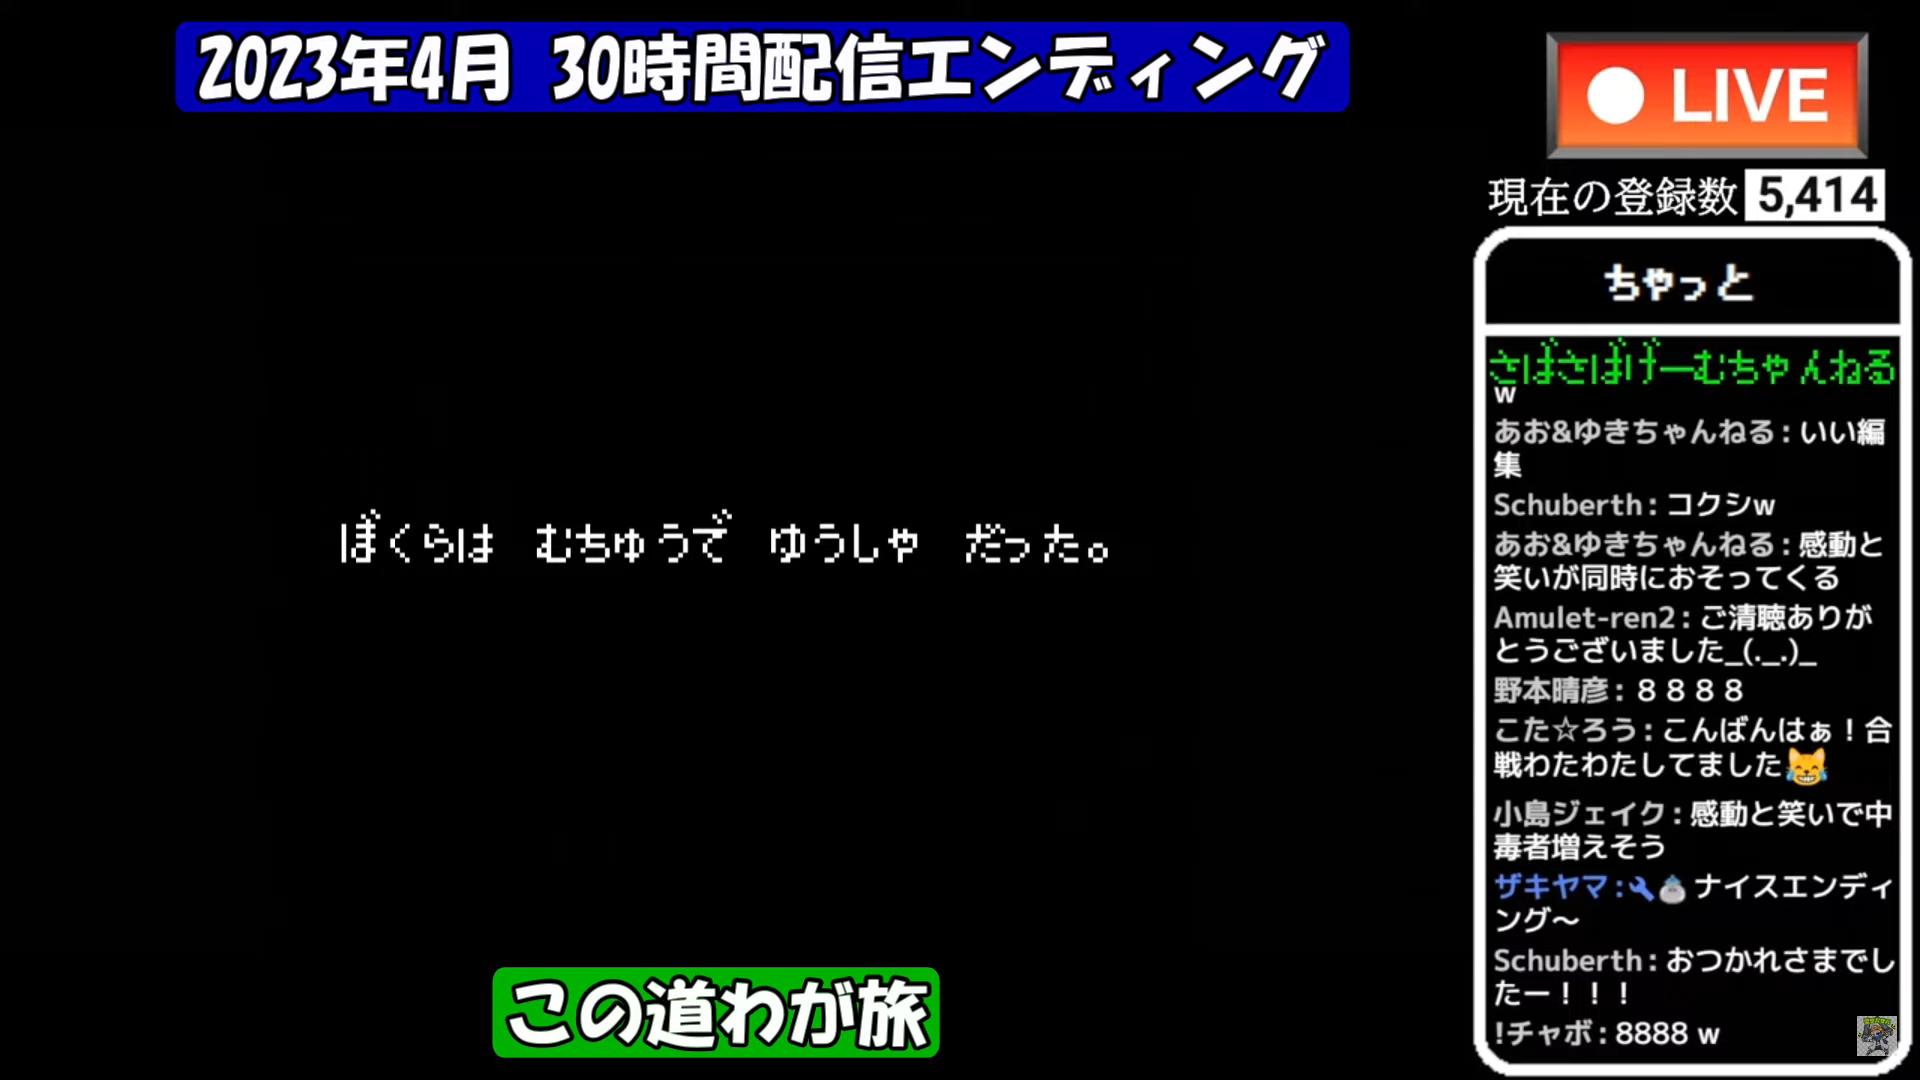 2023年4月 30時間配信エンディング
LIVE
現在の登録数 5,414
ちゃっと
さばさばげーむちゃんねる
w
あお&ゆきちゃんねる : いい編
集
Schuberth : コクシw
あお&ゆきちゃんねる : 感動と
笑いが同時におそってくる
Amulet-ren2 : ご清聴ありが
とうございました_(._.)_
野本晴彦 : ８８８８
こた☆ろう : こんばんはぁ！合
戦わたわたしてました😹
小島ジェイク : 感動と笑いで中
毒者増えそう
ザキヤマ : ナイスエンディ
ング～
Schuberth : おつかれさまでし
たー！！！
!チャボ : 8888 w
ぼくらは むちゅうで ゆうしゃ だった。
この道わが旅